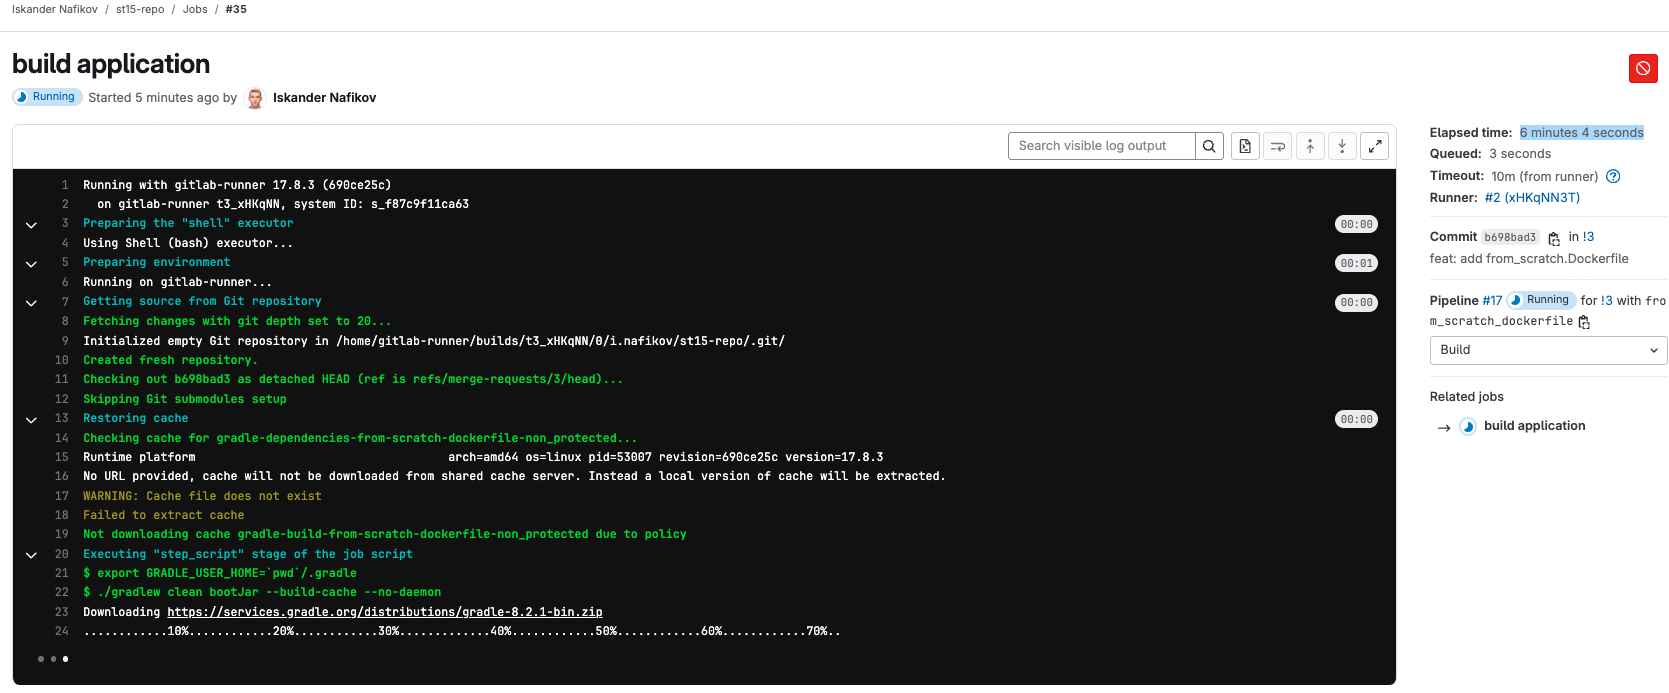 Iskander Nafikov / st15-repo / Jobs / #35
build application
Running Started 5 minutes ago by Iskander Nafikov
Search visible log output
1 Running with gitlab-runner 17.8.3 (690ce25c)
2 on gitlab-runner t3_xHKqNN, system ID: s_f87c9f11ca63
3 Preparing the "shell" executor 00:00
4 Using Shell (bash) executor...
5 Preparing environment 00:01
6 Running on gitlab-runner...
7 Getting source from Git repository 00:00
8 Fetching changes with git depth set to 20...
9 Initialized empty Git repository in /home/gitlab-runner/builds/t3_xHKqNN/0/i.nafikov/st15-repo/.git/
10 Created fresh repository.
11 Checking out b698bad3 as detached HEAD (ref is refs/merge-requests/3/head)...
12 Skipping Git submodules setup
13 Restoring cache 00:00
14 Checking cache for gradle-dependencies-from-scratch-dockerfile-non_protected...
15 Runtime platform arch=amd64 os=linux pid=53007 revision=690ce25c version=17.8.3
16 No URL provided, cache will not be downloaded from shared cache server. Instead a local version of cache will be extracted.
17 WARNING: Cache file does not exist
18 Failed to extract cache
19 Not downloading cache gradle-build-from-scratch-dockerfile-non_protected due to policy
20 Executing "step_script" stage of the job script
21 $ export GRADLE_USER_HOME=`pwd`/.gradle
22 $ ./gradlew clean bootJar --build-cache --no-daemon
23 Downloading https://services.gradle.org/distributions/gradle-8.2.1-bin.zip
24 ............10%............20%............30%.............40%............50%............60%............70%..
Elapsed time: 6 minutes 4 seconds
Queued: 3 seconds
Timeout: 10m (from runner)
Runner: #2 (xHKqNN3T)
Commit b698bad3 in !3
feat: add from_scratch.Dockerfile
Pipeline #17 Running for !3 with fro
m_scratch_dockerfile
Build
Related jobs
→ build application